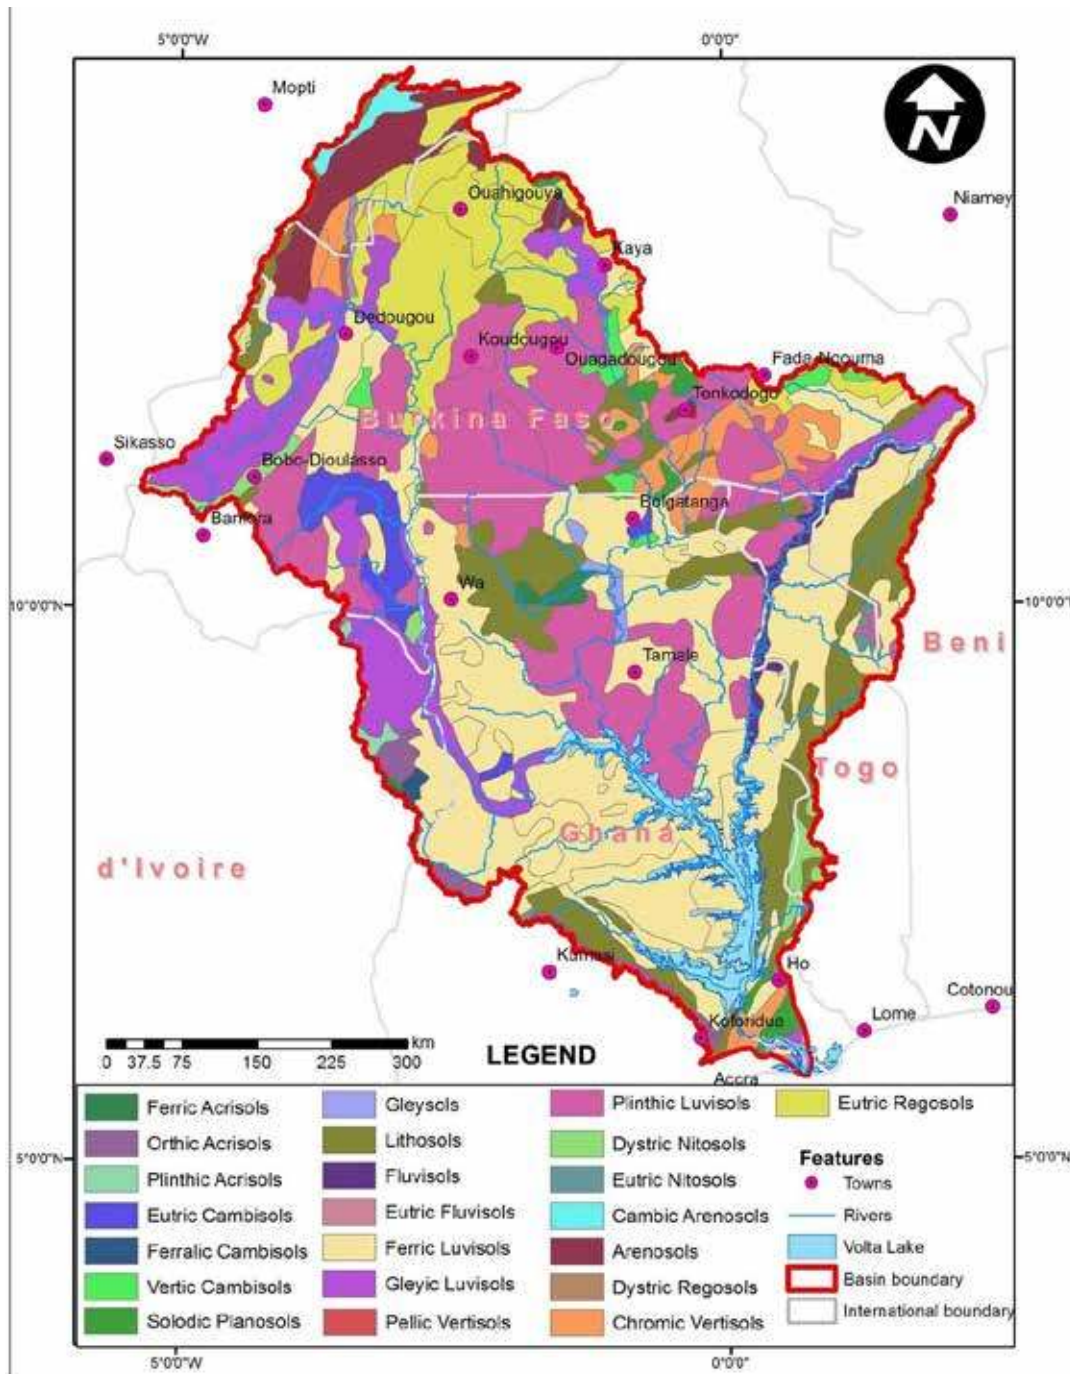 5°0'0"W
0°0'0"
Mopti
N
Ouahigouya
Niamey
Kaya
Dedougou
Koudougou
Ouagadougou
Fada-Ngourma
Tonkodogo
Burkina Faso
Sikasso
Bobo-Dioulasso
Bolgatanga
Banfora
Wa
10°0'0"N
10°0'0"
Beni
Tamale
Togo
Ghana
d'Ivoire
Kumasi
Ho
Cotonou
Koforidua
Lome
km
0 37.5 75 150 225 300
LEGEND
Accra
Ferric Acrisols
Orthic Acrisols
Plinthic Acrisols
Eutric Cambisols
Ferralic Cambisols
Vertic Cambisols
Solodic Planosols
Gleysols
Lithosols
Fluvisols
Eutric Fluvisols
Ferric Luvisols
Gleyic Luvisols
Pellic Vertisols
Plinthic Luvisols
Dystric Nitosols
Eutric Nitosols
Cambic Arenosols
Arenosols
Dystric Regosols
Chromic Vertisols
Eutric Regosols
Features
Towns
Rivers
Volta Lake
Basin boundary
International boundary
5°0'0"N
5°0'0"N
5°0'0"W
0°0'0"